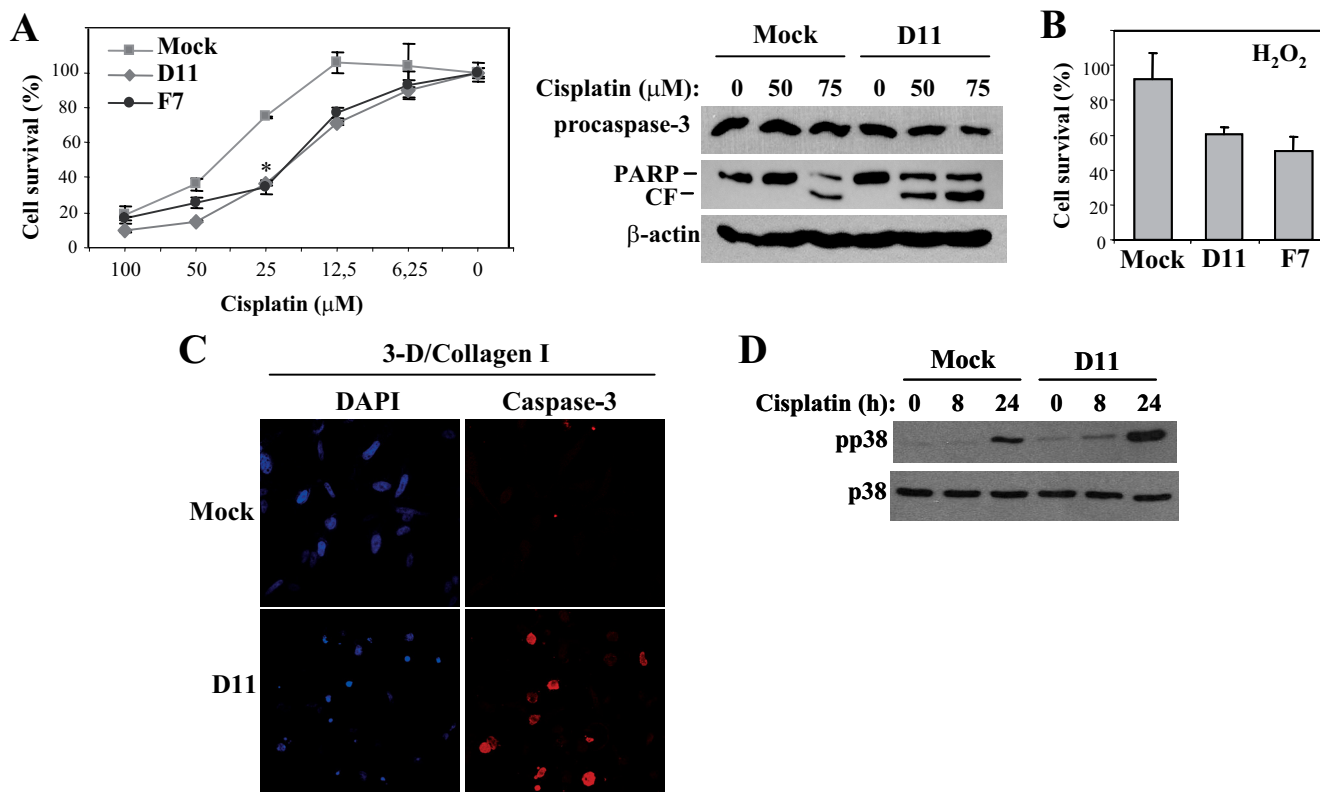 A
Mock
D11
F7
Cell survival (%)
100
80
60
40
20
0
100 50 25 12,5 6,25 0
*
Cisplatin (μM)
Mock D11
Cisplatin (μM): 0 50 75 0 50 75
procaspase-3
PARP
CF
β-actin
B
H₂O₂
Cell survival (%)
100
80
60
40
20
0
Mock D11 F7
C
3-D/Collagen I
DAPI Caspase-3
Mock
D11
D
Mock D11
Cisplatin (h): 0 8 24 0 8 24
pp38
p38